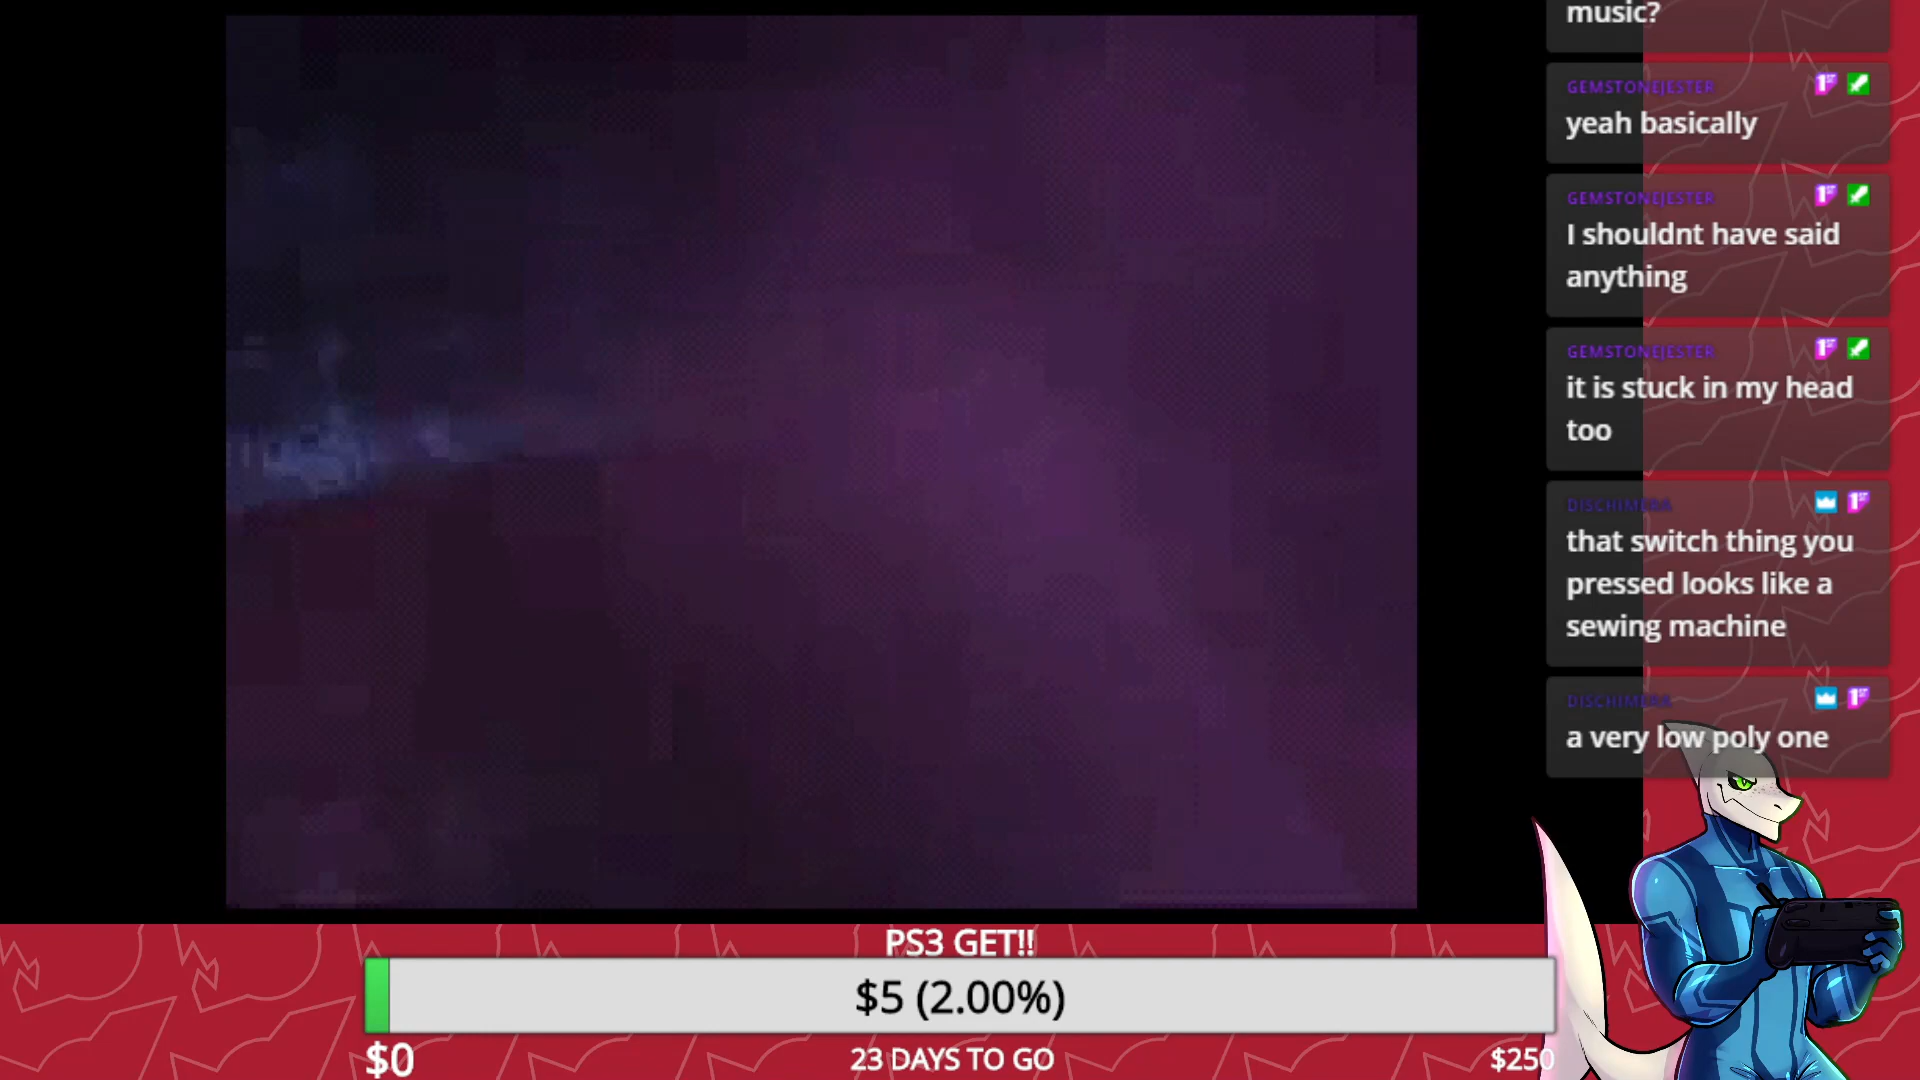 music?
GEMSTONEJESTER
yeah basically
GEMSTONEJESTER
I shouldnt have said
anything
GEMSTONEJESTER
it is stuck in my head
too
DISCHIMERA
that switch thing you
pressed looks like a
sewing machine
DISCHIMERA
a very low poly one
PS3 GET!!
$5 (2.00%)
$0
23 DAYS TO GO
$250